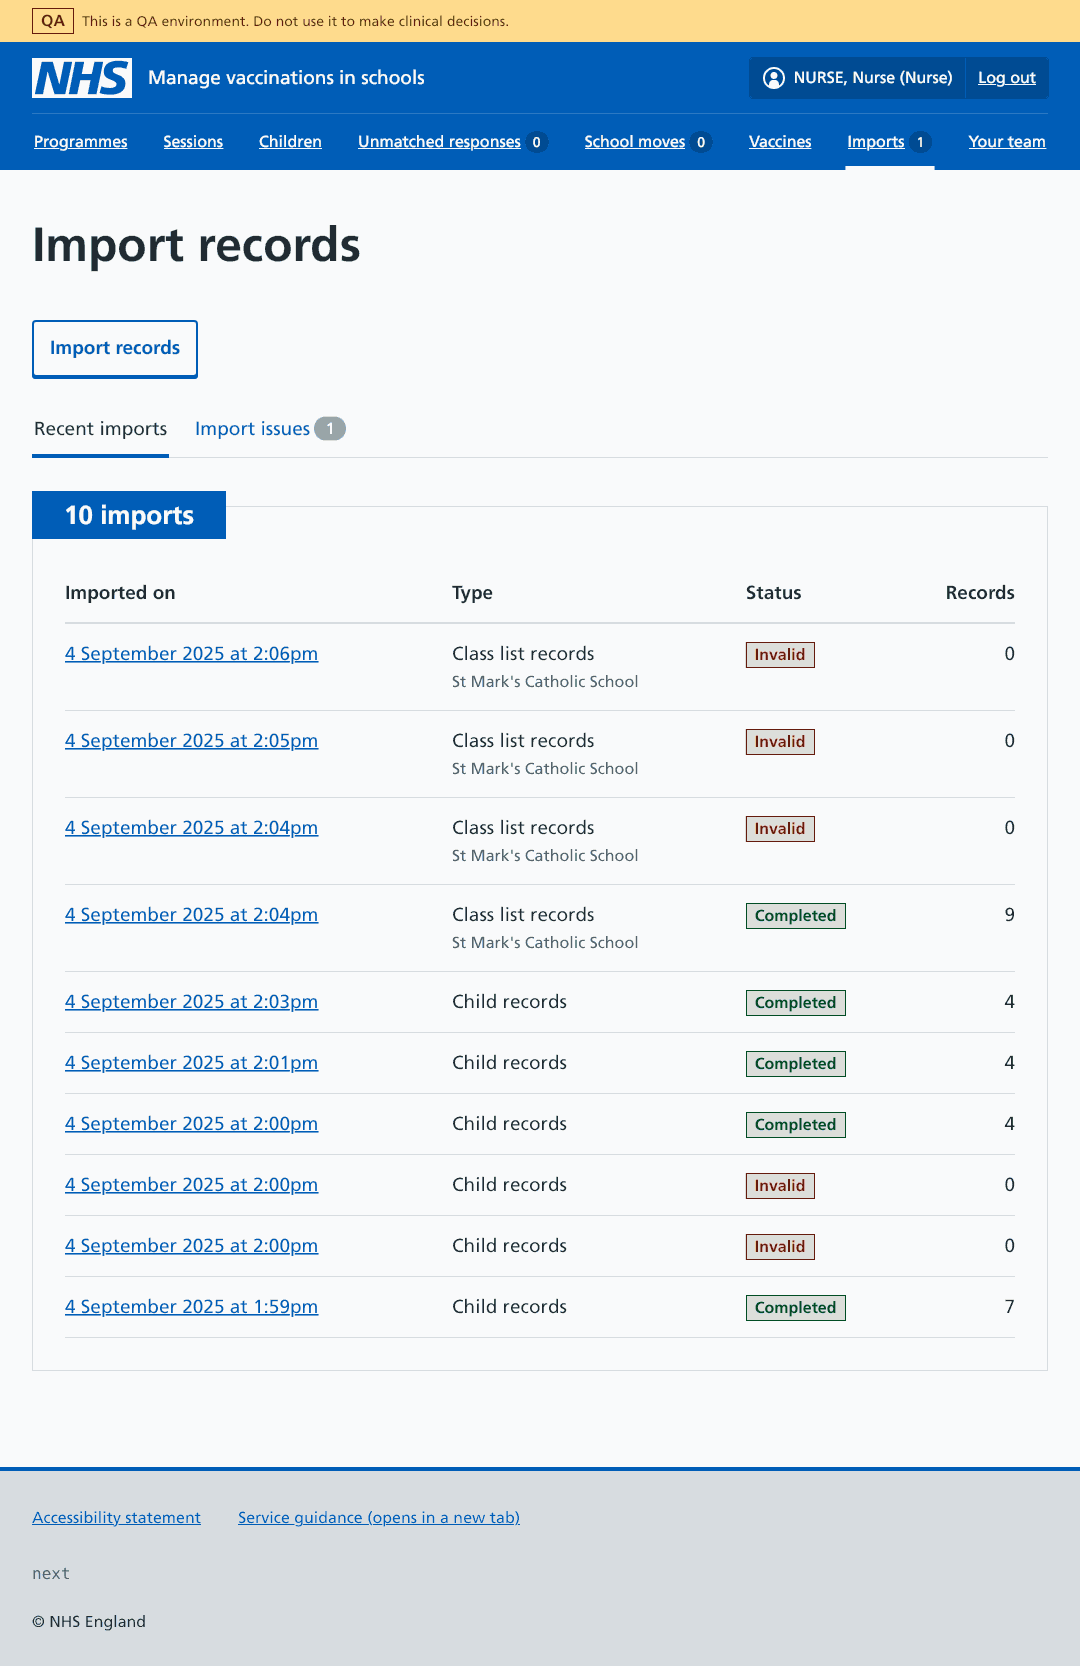 QA This is a QA environment. Do not use it to make clinical decisions.
NHS Manage vaccinations in schools NURSE, Nurse (Nurse) Log out
Programmes Sessions Children Unmatched responses 0 School moves 0 Vaccines Imports 1 Your team
Import records
Import records
Recent imports Import issues 1
10 imports
Imported on Type Status Records
4 September 2025 at 2:06pm Class list records Invalid 0
St Mark's Catholic School
4 September 2025 at 2:05pm Class list records Invalid 0
St Mark's Catholic School
4 September 2025 at 2:04pm Class list records Invalid 0
St Mark's Catholic School
4 September 2025 at 2:04pm Class list records Completed 9
St Mark's Catholic School
4 September 2025 at 2:03pm Child records Completed 4
4 September 2025 at 2:01pm Child records Completed 4
4 September 2025 at 2:00pm Child records Completed 4
4 September 2025 at 2:00pm Child records Invalid 0
4 September 2025 at 2:00pm Child records Invalid 0
4 September 2025 at 1:59pm Child records Completed 7
Accessibility statement Service guidance (opens in a new tab)
next
© NHS England